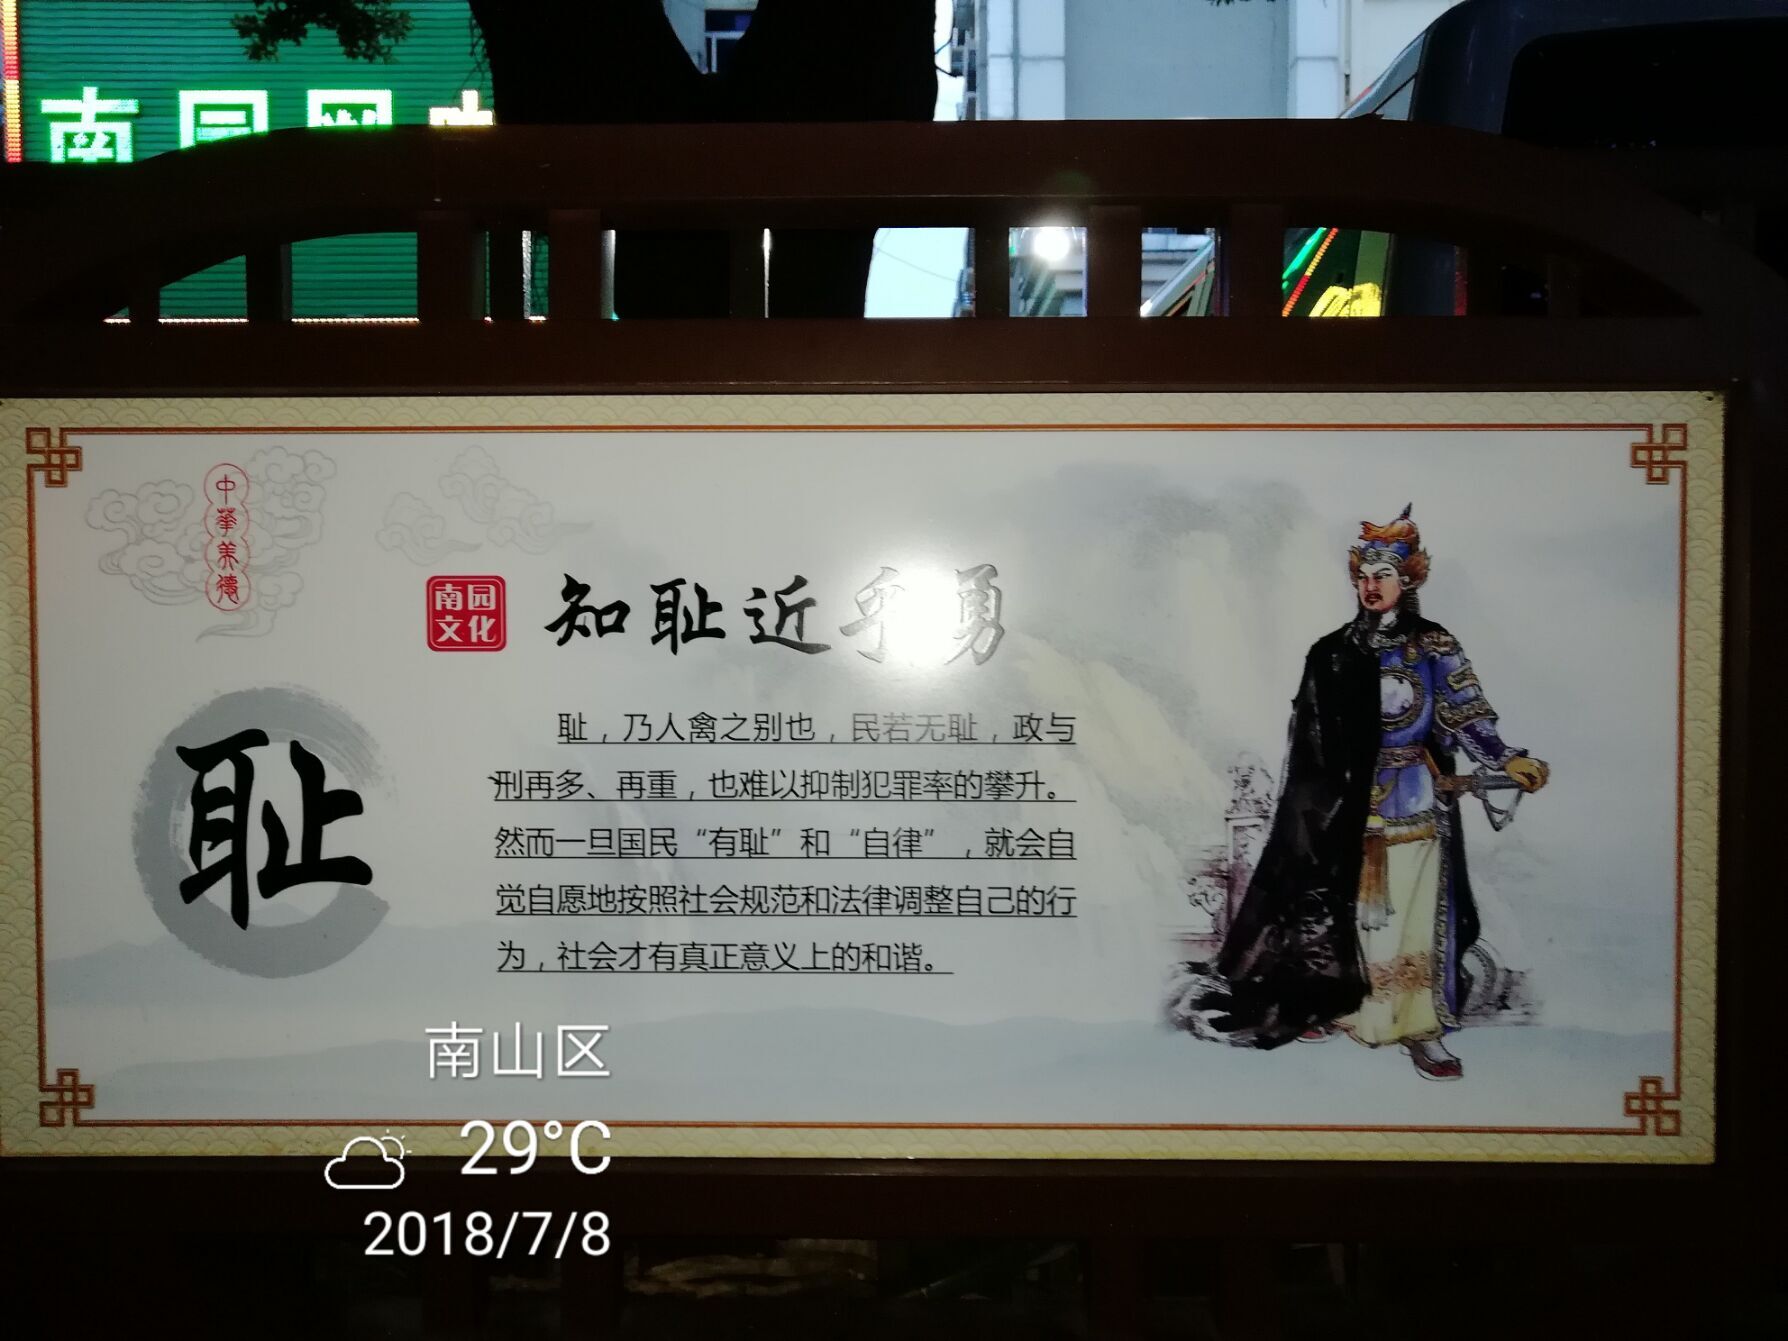 南园
中華美德
南园
文化
知耻近乎勇
耻
耻，乃人禽之别也，民若无耻，政与
刑再多、再重，也难以抑制犯罪率的攀升。
然而一旦国民“有耻”和“自律”，就会自
觉自愿地按照社会规范和法律调整自己的行
为，社会才有真正意义上的和谐。
南山区
29°C
2018/7/8